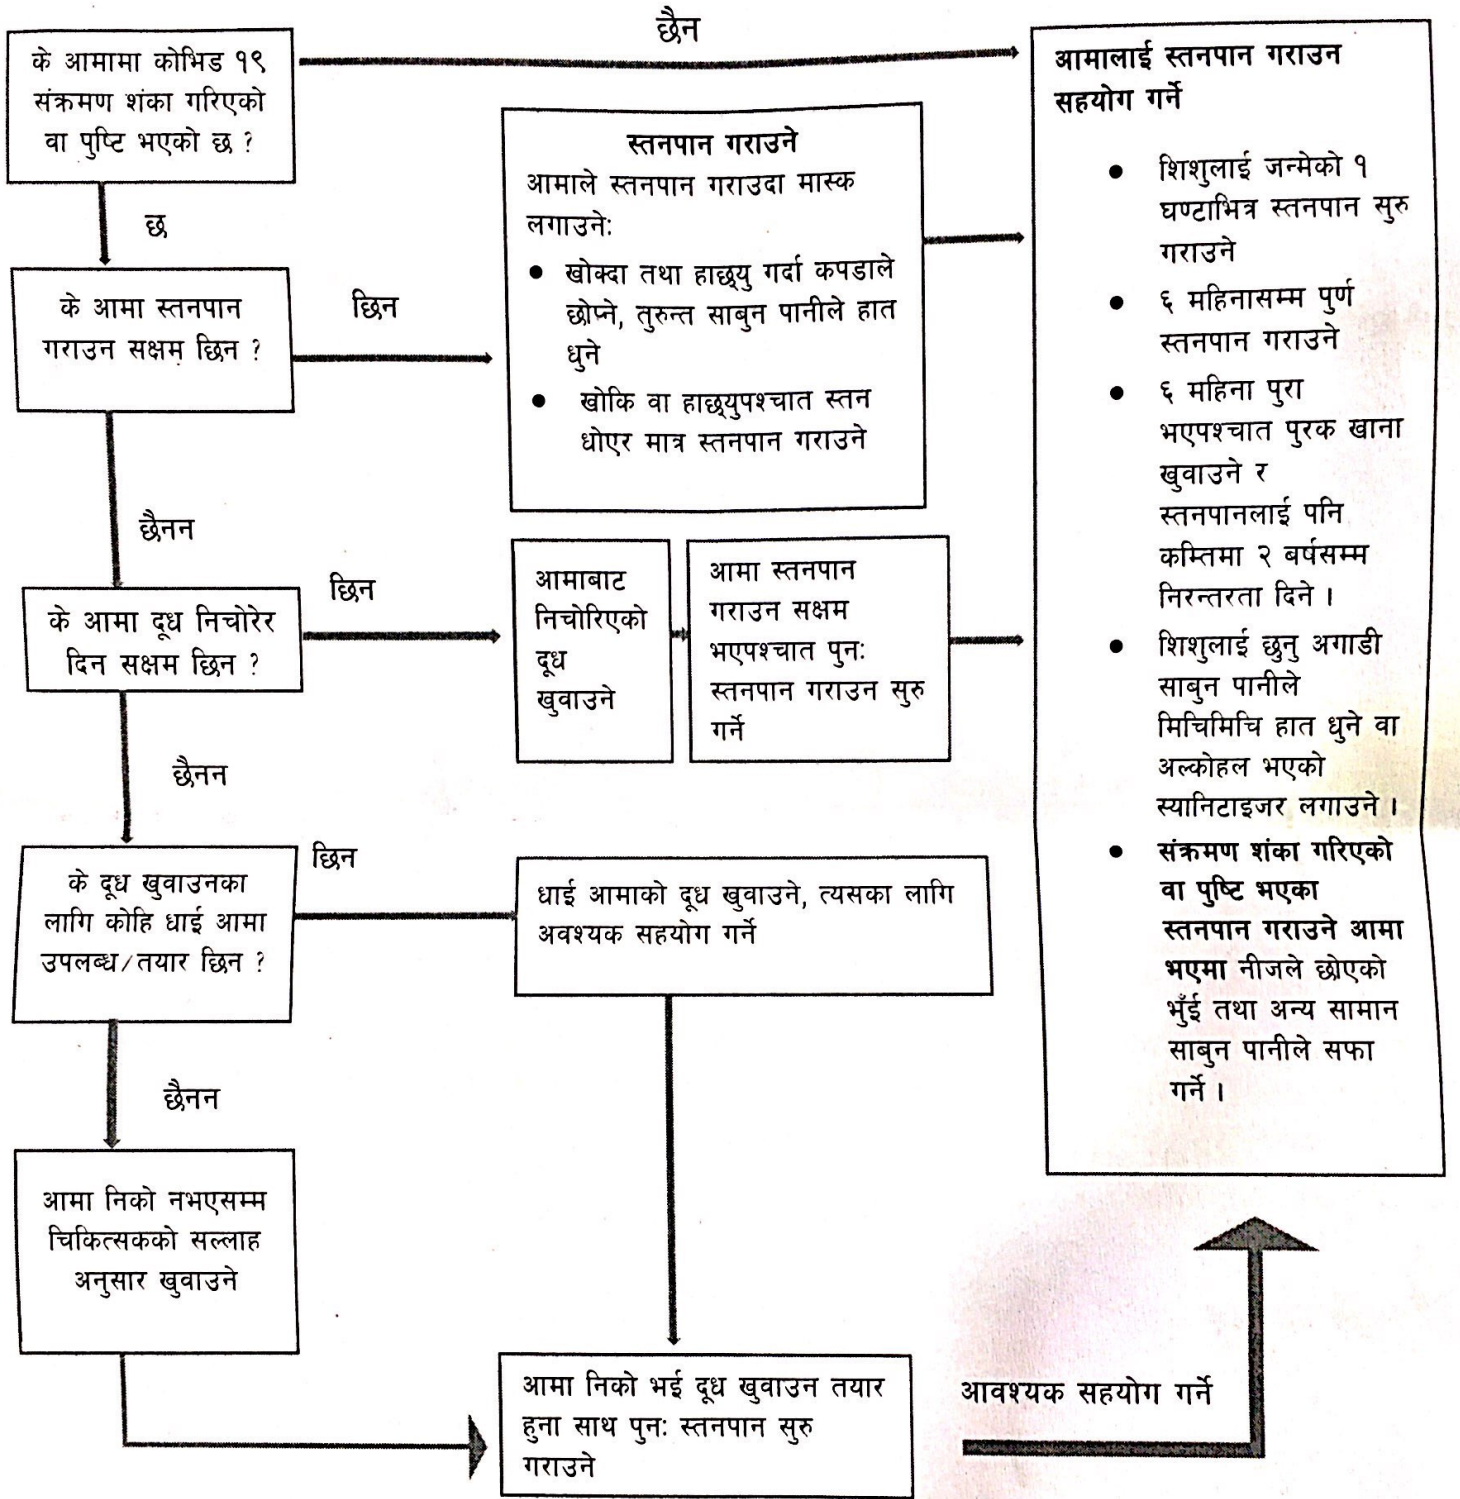 छैन
के आमामा कोभिड १९
संक्रमण शंका गरिएको
वा पुष्टि भएको छ ?
छ
के आमा स्तनपान
गराउन सक्षम छिन ?
छिन
स्तनपान गराउने
आमाले स्तनपान गराउदा मास्क
लगाउने:
● खोक्दा तथा हाछ्यु गर्दा कपडाले
छोप्ने, तुरुन्त साबुन पानीले हात
धुने
● खोकि वा हाछ्युपश्चात स्तन
धोएर मात्र स्तनपान गराउने
छैनन
के आमा दूध निचोरेर
दिन सक्षम छिन ?
छिन
आमाबाट
निचोरिएको
दूध
खुवाउने
आमा स्तनपान
गराउन सक्षम
भएपश्चात पुन:
स्तनपान गराउन सुरु
गर्ने
छैनन
के दूध खुवाउनका
लागि कोहि धाई आमा
उपलब्ध/तयार छिन ?
छिन
धाई आमाको दूध खुवाउने, त्यसका लागि
अवश्यक सहयोग गर्ने
छैनन
आमा निको नभएसम्म
चिकित्सकको सल्लाह
अनुसार खुवाउने
आमा निको भई दूध खुवाउन तयार
हुना साथ पुन: स्तनपान सुरु
गराउने
आवश्यक सहयोग गर्ने
आमालाई स्तनपान गराउन
सहयोग गर्ने
● शिशुलाई जन्मेको १
घण्टाभित्र स्तनपान सुरु
गराउने
● ६ महिनासम्म पुर्ण
स्तनपान गराउने
● ६ महिना पुरा
भएपश्चात पुरक खाना
खुवाउने र
स्तनपानलाई पनि
कम्तिमा २ बर्षसम्म
निरन्तरता दिने ।
● शिशुलाई छुनु अगाडी
साबुन पानीले
मिचिमिचि हात धुने वा
अल्कोहल भएको
स्यानिटाइजर लगाउने ।
● संक्रमण शंका गरिएको
वा पुष्टि भएका
स्तनपान गराउने आमा
भएमा नीजले छोएको
भुँई तथा अन्य सामान
साबुन पानीले सफा
गर्ने ।